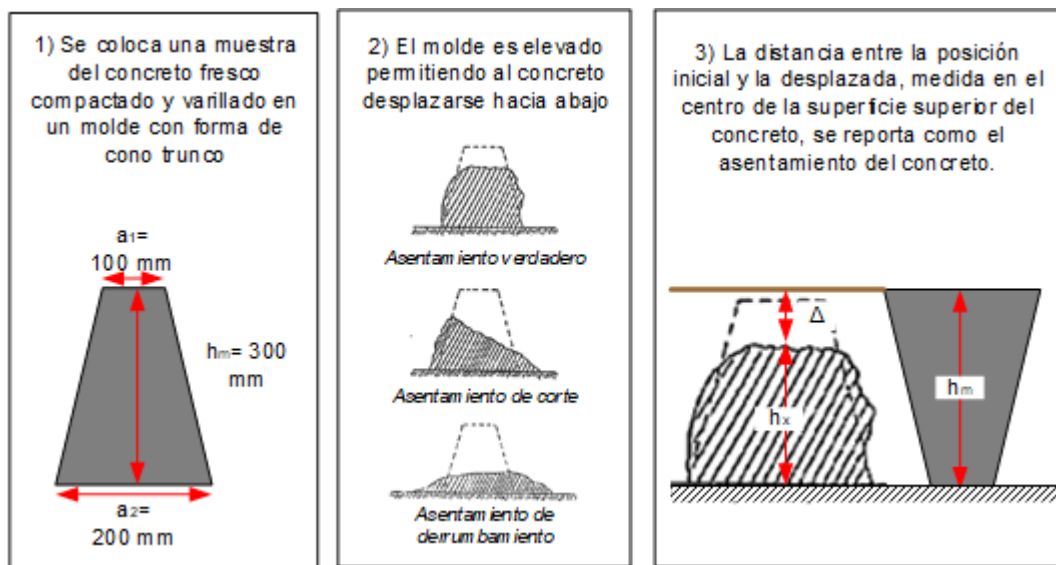 1) Se coloca una muestra
del concreto fresco
compactado y varillado en
un molde con forma de
cono trunco
a1=
100 mm
hm= 300
mm
a2=
200 mm
2) El molde es elevado
permitiendo al concreto
desplazarse hacia abajo
Asentamiento verdadero
Asentamiento de corte
Asentamiento de
derrumbamiento
3) La distancia entre la posición
inicial y la desplazada, medida en el
centro de la superficie superior del
concreto, se reporta como el
asentamiento del concreto.
Δ
hx
hm